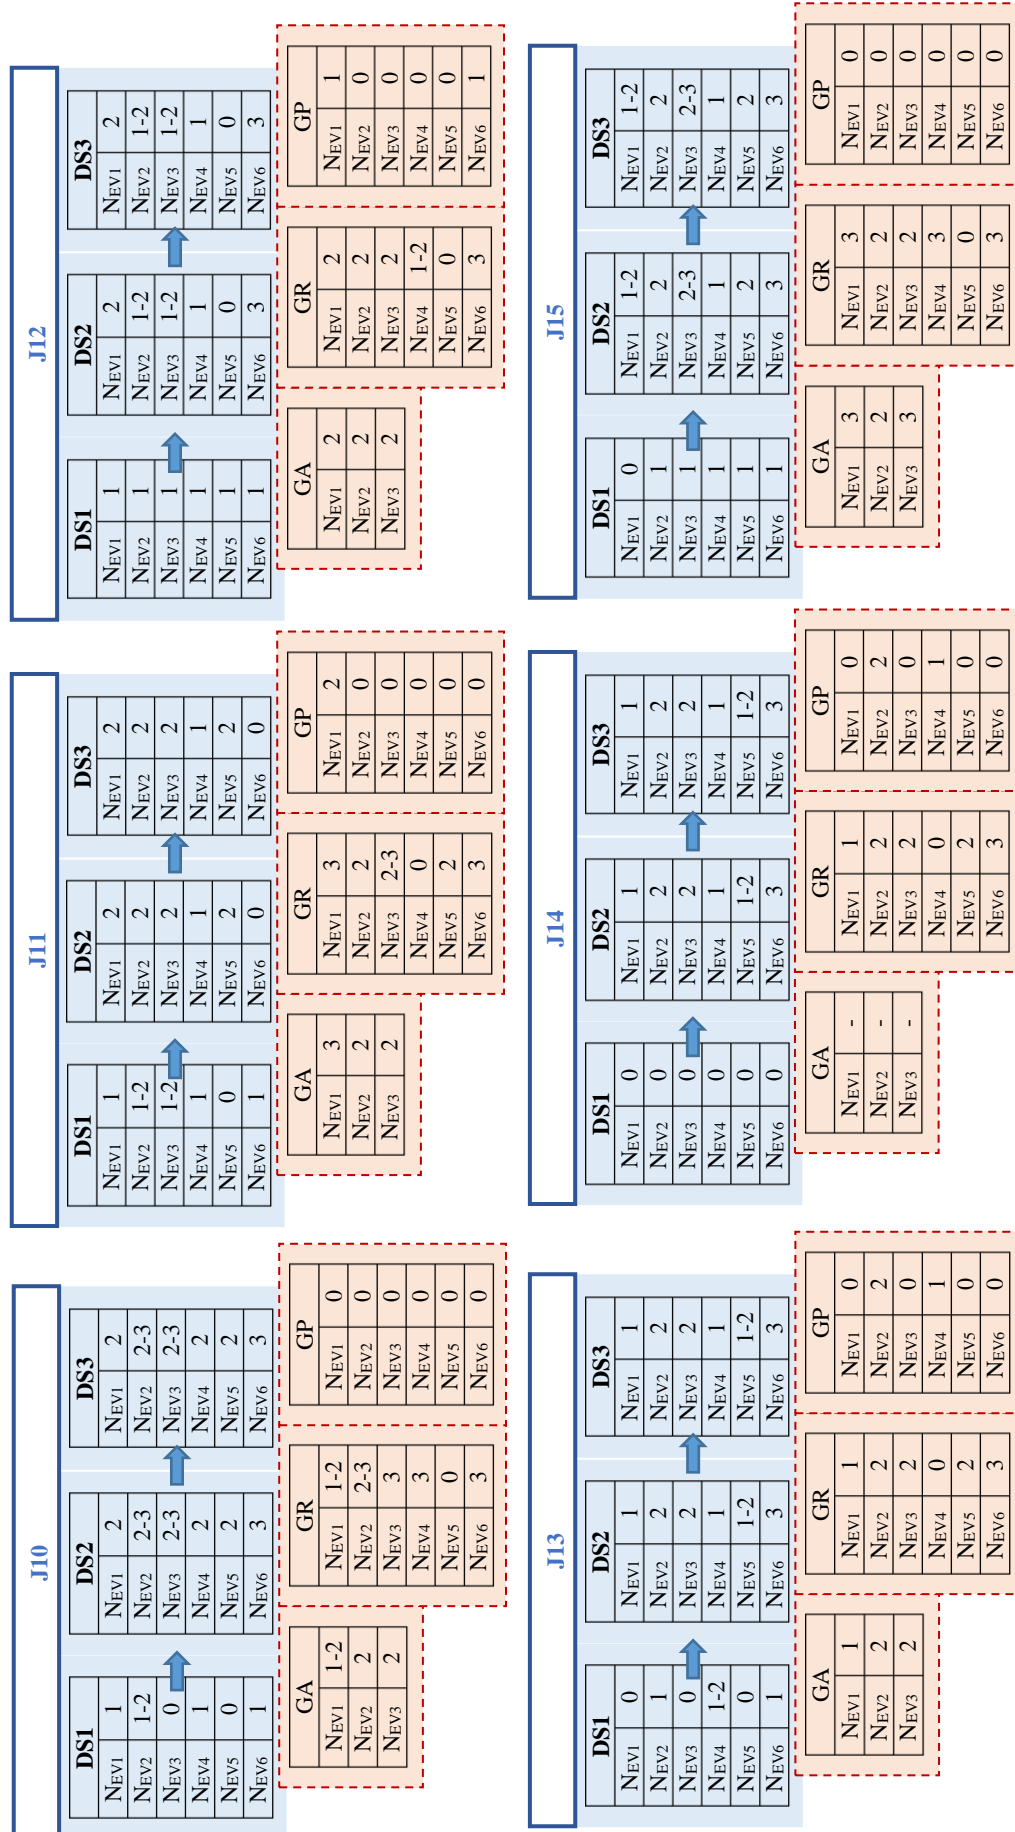 J10
DS1
NEV1 1
NEV2 1-2
NEV3 0
NEV4 1
NEV5 0
NEV6 1
DS2
NEV1 2
NEV2 2-3
NEV3 2-3
NEV4 2
NEV5 2
NEV6 3
DS3
NEV1 2
NEV2 2-3
NEV3 2-3
NEV4 2
NEV5 2
NEV6 3
GA
NEV1 1-2
NEV2 2
NEV3 2
GR
NEV1 1-2
NEV2 2-3
NEV3 3
NEV4 3
NEV5 0
NEV6 3
GP
NEV1 0
NEV2 0
NEV3 0
NEV4 0
NEV5 0
NEV6 0
J11
DS1
NEV1 1
NEV2 1-2
NEV3 1-2
NEV4 1
NEV5 0
NEV6 1
DS2
NEV1 2
NEV2 2
NEV3 2
NEV4 1
NEV5 2
NEV6 0
DS3
NEV1 2
NEV2 2
NEV3 2
NEV4 1
NEV5 2
NEV6 0
GA
NEV1 3
NEV2 2
NEV3 2
GR
NEV1 3
NEV2 2
NEV3 2-3
NEV4 0
NEV5 2
NEV6 3
GP
NEV1 2
NEV2 0
NEV3 0
NEV4 0
NEV5 0
NEV6 0
J12
DS1
NEV1 1
NEV2 1
NEV3 1
NEV4 1
NEV5 1
NEV6 1
DS2
NEV1 2
NEV2 1-2
NEV3 1-2
NEV4 1
NEV5 0
NEV6 3
DS3
NEV1 2
NEV2 1-2
NEV3 1-2
NEV4 1
NEV5 0
NEV6 3
GA
NEV1 2
NEV2 2
NEV3 2
GR
NEV1 2
NEV2 2
NEV3 2
NEV4 1-2
NEV5 0
NEV6 3
GP
NEV1 1
NEV2 0
NEV3 0
NEV4 0
NEV5 0
NEV6 1
J13
DS1
NEV1 0
NEV2 1
NEV3 0
NEV4 1-2
NEV5 0
NEV6 1
DS2
NEV1 1
NEV2 2
NEV3 2
NEV4 1
NEV5 1-2
NEV6 3
DS3
NEV1 1
NEV2 2
NEV3 2
NEV4 1
NEV5 1-2
NEV6 3
GA
NEV1 1
NEV2 2
NEV3 2
GR
NEV1 1
NEV2 2
NEV3 2
NEV4 0
NEV5 2
NEV6 3
GP
NEV1 0
NEV2 2
NEV3 0
NEV4 1
NEV5 0
NEV6 0
J14
DS1
NEV1 0
NEV2 0
NEV3 0
NEV4 0
NEV5 0
NEV6 0
DS2
NEV1 1
NEV2 2
NEV3 2
NEV4 1
NEV5 1-2
NEV6 3
DS3
NEV1 1
NEV2 2
NEV3 2
NEV4 1
NEV5 1-2
NEV6 3
GA
NEV1 -
NEV2 -
NEV3 -
GR
NEV1 1
NEV2 2
NEV3 2
NEV4 0
NEV5 2
NEV6 3
GP
NEV1 0
NEV2 2
NEV3 0
NEV4 1
NEV5 0
NEV6 0
J15
DS1
NEV1 0
NEV2 1
NEV3 1
NEV4 1
NEV5 1
NEV6 1
DS2
NEV1 1-2
NEV2 2
NEV3 2-3
NEV4 1
NEV5 2
NEV6 3
DS3
NEV1 1-2
NEV2 2
NEV3 2-3
NEV4 1
NEV5 2
NEV6 3
GA
NEV1 3
NEV2 2
NEV3 3
GR
NEV1 3
NEV2 2
NEV3 2
NEV4 3
NEV5 0
NEV6 3
GP
NEV1 0
NEV2 0
NEV3 0
NEV4 0
NEV5 0
NEV6 0